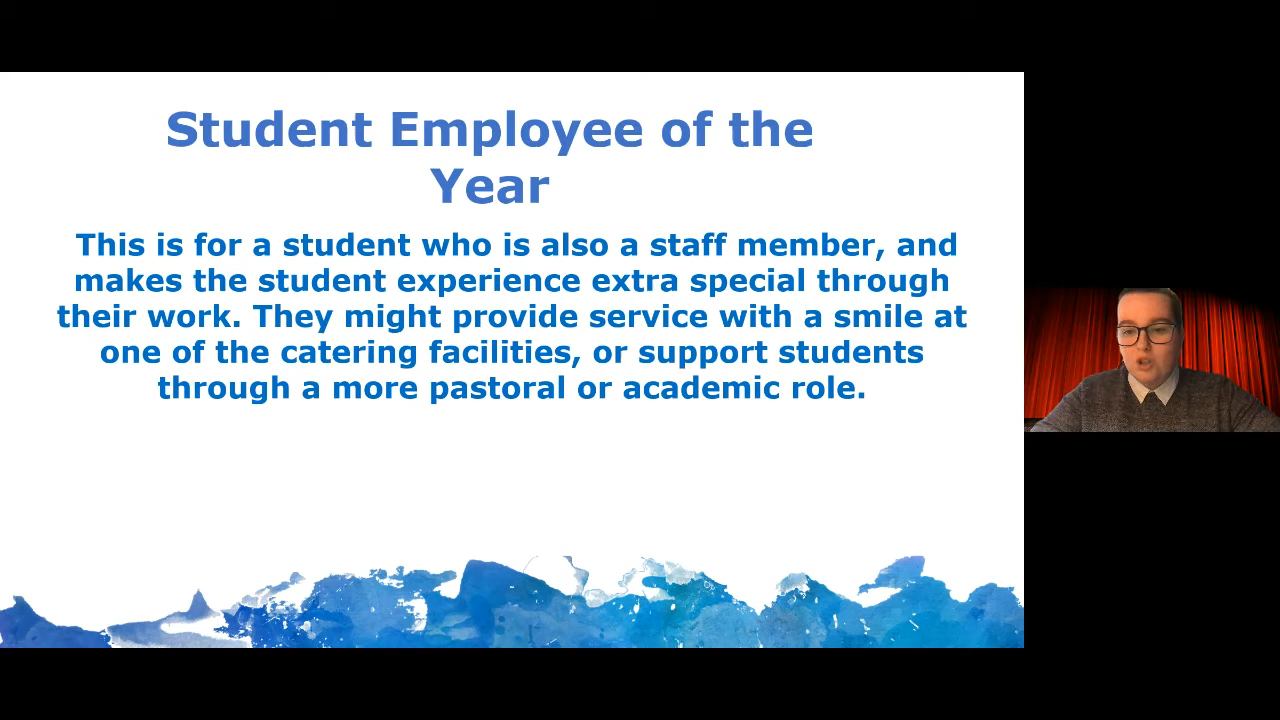 Student Employee of the
Year
This is for a student who is also a staff member, and
makes the student experience extra special through
their work. They might provide service with a smile at
one of the catering facilities, or support students
through a more pastoral or academic role.